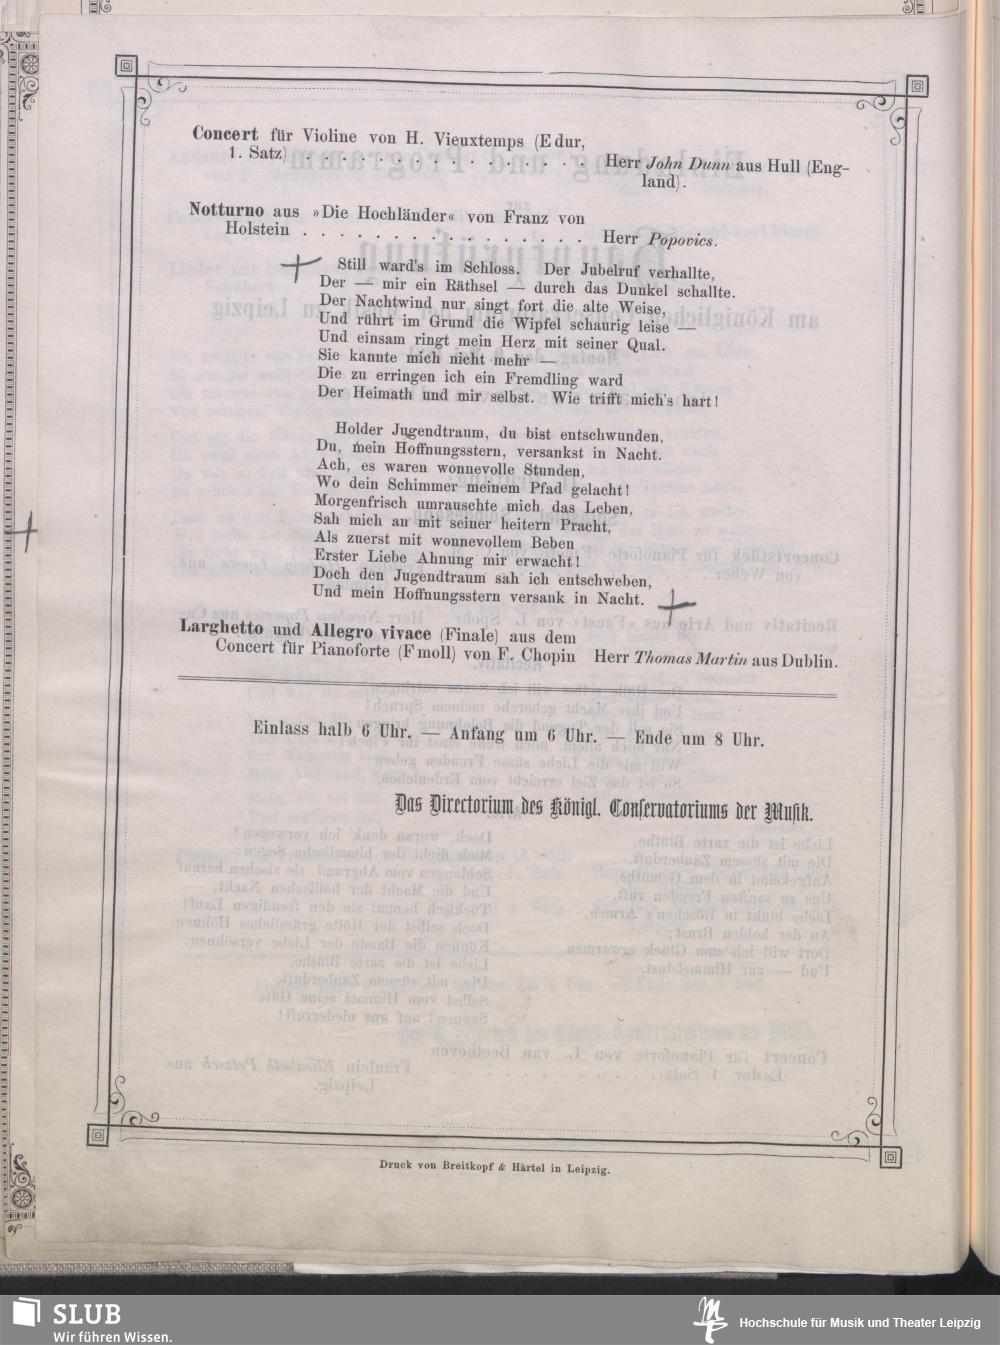 Concert für Violine von H. Vieuxtemps (E dur,
1. Satz) . . . . . . . . . . . . . . . . Herr John Dunn aus Hull (Eng-
land).
Notturno aus »Die Hochländer« von Franz von
Holstein . . . . . . . . . . . . . . . . Herr Popovics.
Still ward's im Schloss. Der Jubelruf verhallte,
Der — mir ein Räthsel — durch das Dunkel schallte.
Der Nachtwind nur singt fort die alte Weise,
Und rührt im Grund die Wipfel schaurig leise —
Und einsam ringt mein Herz mit seiner Qual.
Sie kannte mich nicht mehr —
Die zu erringen ich ein Fremdling ward
Der Heimath und mir selbst. Wie trifft mich's hart!
Holder Jugendtraum, du bist entschwunden,
Du, mein Hoffnungsstern, versankst in Nacht.
Ach, es waren wonnevolle Stunden,
Wo dein Schimmer meinem Pfad gelacht!
Morgenfrisch umrauschte mich das Leben,
Sah mich an mit seiner heitern Pracht,
Als zuerst mit wonnevollem Beben
Erster Liebe Ahnung mir erwacht!
Doch den Jugendtraum sah ich entschweben,
Und mein Hoffnungsstern versank in Nacht.
Larghetto und Allegro vivace (Finale) aus dem
Concert für Pianoforte (F moll) von F. Chopin Herr Thomas Martin aus Dublin.
Einlass halb 6 Uhr. — Anfang um 6 Uhr. — Ende um 8 Uhr.
Das Directorium des Königl. Conservatoriums der Musik.
Druck von Breitkopf & Härtel in Leipzig.
SLUB
Wir führen Wissen.
Hochschule für Musik und Theater Leipzig